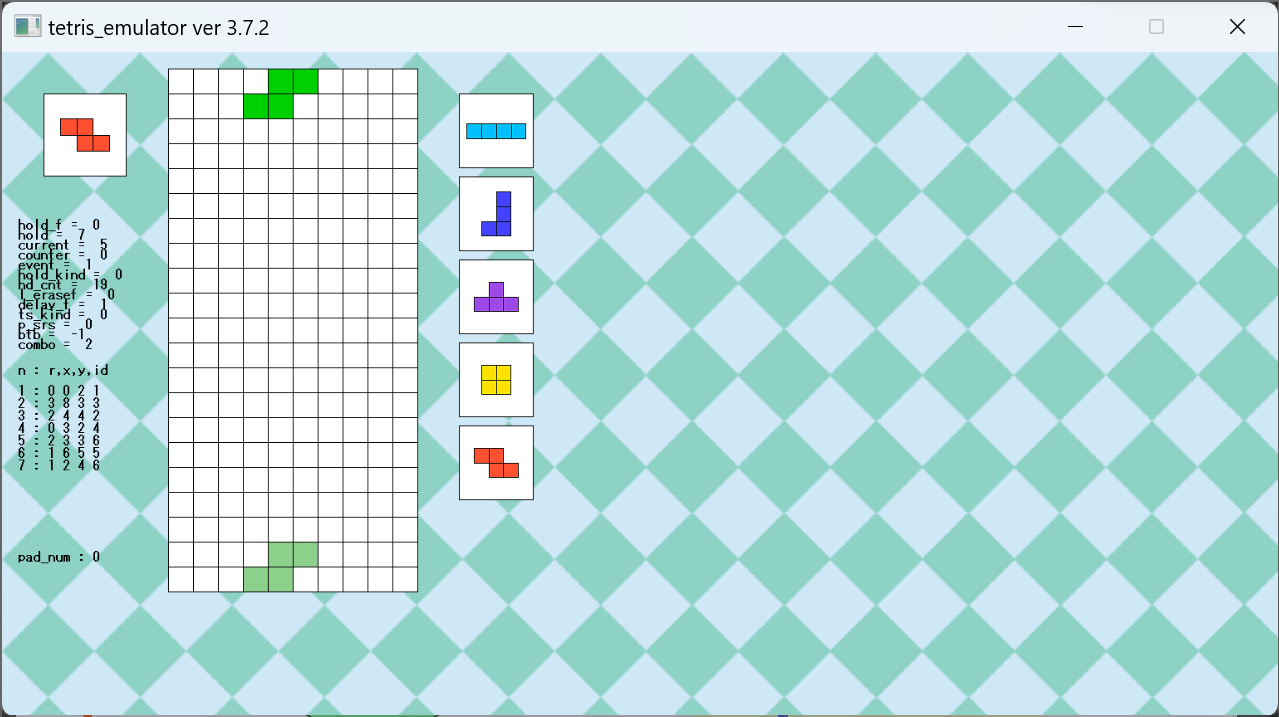 tetris_emulator ver 3.7.2
hold_f = 0
hold = 7
current = 5
counter = 0
event = 1
hold_kind = 0
hd_cnt = 19
l_erasef = 0
delay_f = 1
ts_kind = 0
p_srs = 0
btb = -1
combo = 2
n : r,x,y,id
1 : 0 0 2 1
2 : 3 8 3 3
3 : 2 4 4 2
4 : 0 3 2 4
5 : 2 3 3 6
6 : 1 6 5 5
7 : 1 2 4 6
pad_num : 0